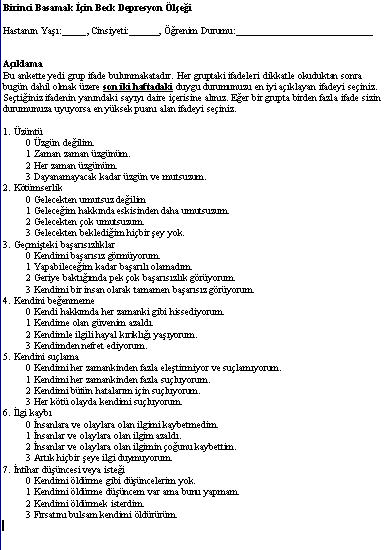 Birinci Basamak İçin Beck Depresyon Ölçeği
Hastanın Yaşı:_____, Cinsiyeti:______, Öğrenim Durumu:____________________________
Açıklama
Bu ankette yedi grup ifade bulunmakatadır. Her gruptaki ifadeleri dikkatle okuduktan sonra
bugün dahil olmak üzere son iki haftadaki duygu durumunuzu en iyi açıklayan ifadeyi seçiniz.
Seçtiğiniz ifadenin yanındaki sayıyı daire içerisine alınız. Eğer bir grupta birden fazla ifade sizin
durumunuza uyuyorsa en yüksek puanı alan ifadeyi seçiniz.
1. Üzüntü
0 Üzgün değilim.
1 Zaman zaman üzgünüm.
2 Her zaman üzgünüm.
3 Dayanamayacak kadar üzgün ve mutsuzum.
2. Kötümserlik
0 Gelecekten umutsuz değilim
1 Geleceğim hakkında eskisinden daha umutsuzum.
2 Gelecekten çok umutsuzum.
3 Gelecekten beklediğim hiçbir şey yok.
3. Geçmişteki başarısızlıklar
0 Kendimi başarısız görmüyorum.
1 Yapabileceğim kadar başarılı olamadım.
2 Geriye baktığımda pek çok başarısızlık görüyorum.
3 Kendimi bir insan olarak tamamen başarısız görüyorum.
4. Kendini beğenmeme
0 Kendi hakkımda her zamanki gibi hissediyorum.
1 Kendime olan güvenim azaldı.
2 Kendimle ilgili hayal kırıklığı yaşıyorum.
3 Kendimden nefret ediyorum.
5. Kendini suçlama
0 Kendimi her zamankinden fazla eleştirmiyor ve suçlamıyorum.
1 Kendimi her zamankinden fazla suçluyorum.
2 Kendimi bütün hatalarım için suçluyorum.
3 Her kötü olayda kendimi suçluyorum.
6. İlgi kaybı
0 İnsanlara ve olaylara olan ilgimi kaybetmedim.
1 İnsanlar ve olaylara olan ilgim azaldı.
2 İnsanlar ve olaylara olan ilgimin çoğunu kaybettim.
3 Artık hiçbir şeye ilgi duymuyorum.
7. İntihar düşüncesi veya isteği
0 Kendimi öldürme gibi düşüncelerim yok.
1 Kendimi öldürme düşüncem var ama bunu yapmam.
2 Kendimi öldürmek isterdim.
3 Fırsatını bulsam kendimi öldürürüm.